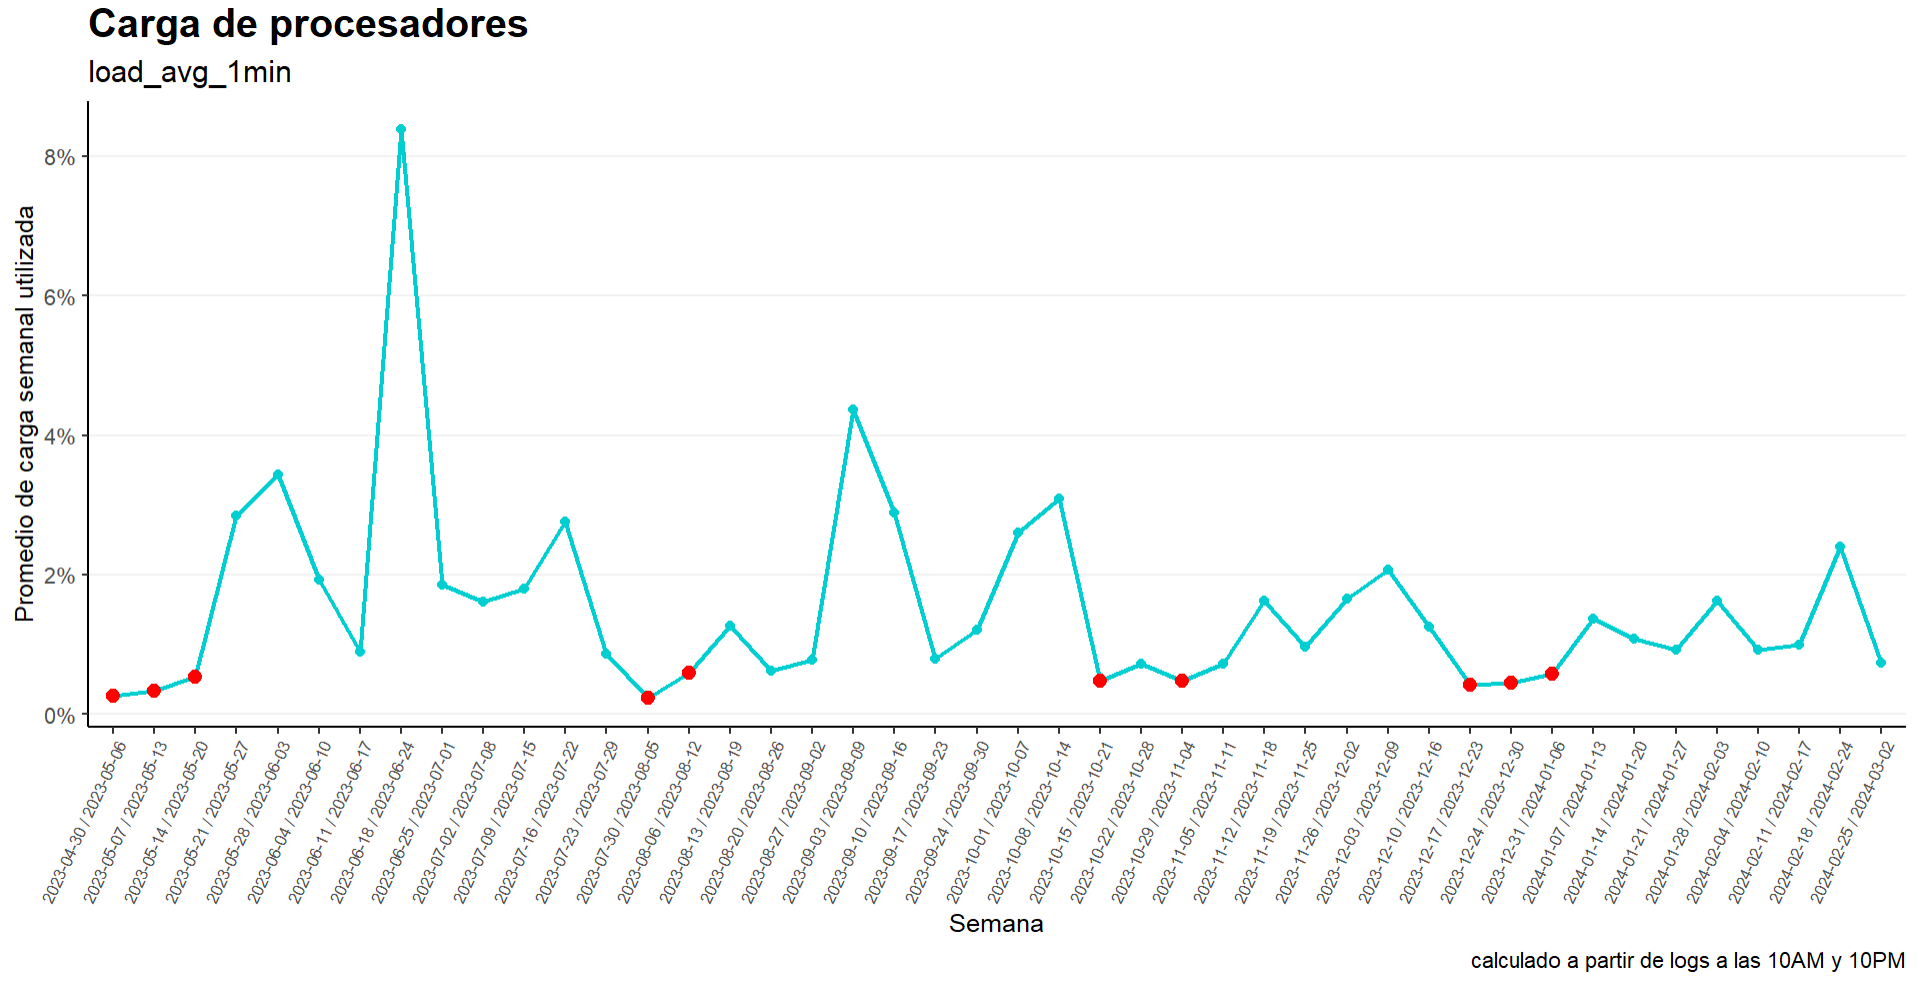 Carga de procesadores
load_avg_1min
Promedio de carga semanal utilizada
8%
6%
4%
2%
0%
2023-04-30 / 2023-05-06
2023-05-07 / 2023-05-13
2023-05-14 / 2023-05-20
2023-05-21 / 2023-05-27
2023-05-28 / 2023-06-03
2023-06-04 / 2023-06-10
2023-06-11 / 2023-06-17
2023-06-18 / 2023-06-24
2023-06-25 / 2023-07-01
2023-07-02 / 2023-07-08
2023-07-09 / 2023-07-15
2023-07-16 / 2023-07-22
2023-07-23 / 2023-07-29
2023-07-30 / 2023-08-05
2023-08-06 / 2023-08-12
2023-08-13 / 2023-08-19
2023-08-20 / 2023-08-26
2023-08-27 / 2023-09-02
2023-09-03 / 2023-09-09
2023-09-10 / 2023-09-16
2023-09-17 / 2023-09-23
2023-09-24 / 2023-09-30
2023-10-01 / 2023-10-07
2023-10-08 / 2023-10-14
2023-10-15 / 2023-10-21
2023-10-22 / 2023-10-28
2023-10-29 / 2023-11-04
2023-11-05 / 2023-11-11
2023-11-12 / 2023-11-18
2023-11-19 / 2023-11-25
2023-11-26 / 2023-12-02
2023-12-03 / 2023-12-09
2023-12-10 / 2023-12-16
2023-12-17 / 2023-12-23
2023-12-24 / 2023-12-30
2023-12-31 / 2024-01-06
2024-01-07 / 2024-01-13
2024-01-14 / 2024-01-20
2024-01-21 / 2024-01-27
2024-01-28 / 2024-02-03
2024-02-04 / 2024-02-10
2024-02-11 / 2024-02-17
2024-02-18 / 2024-02-24
2024-02-25 / 2024-03-02
Semana
calculado a partir de logs a las 10AM y 10PM